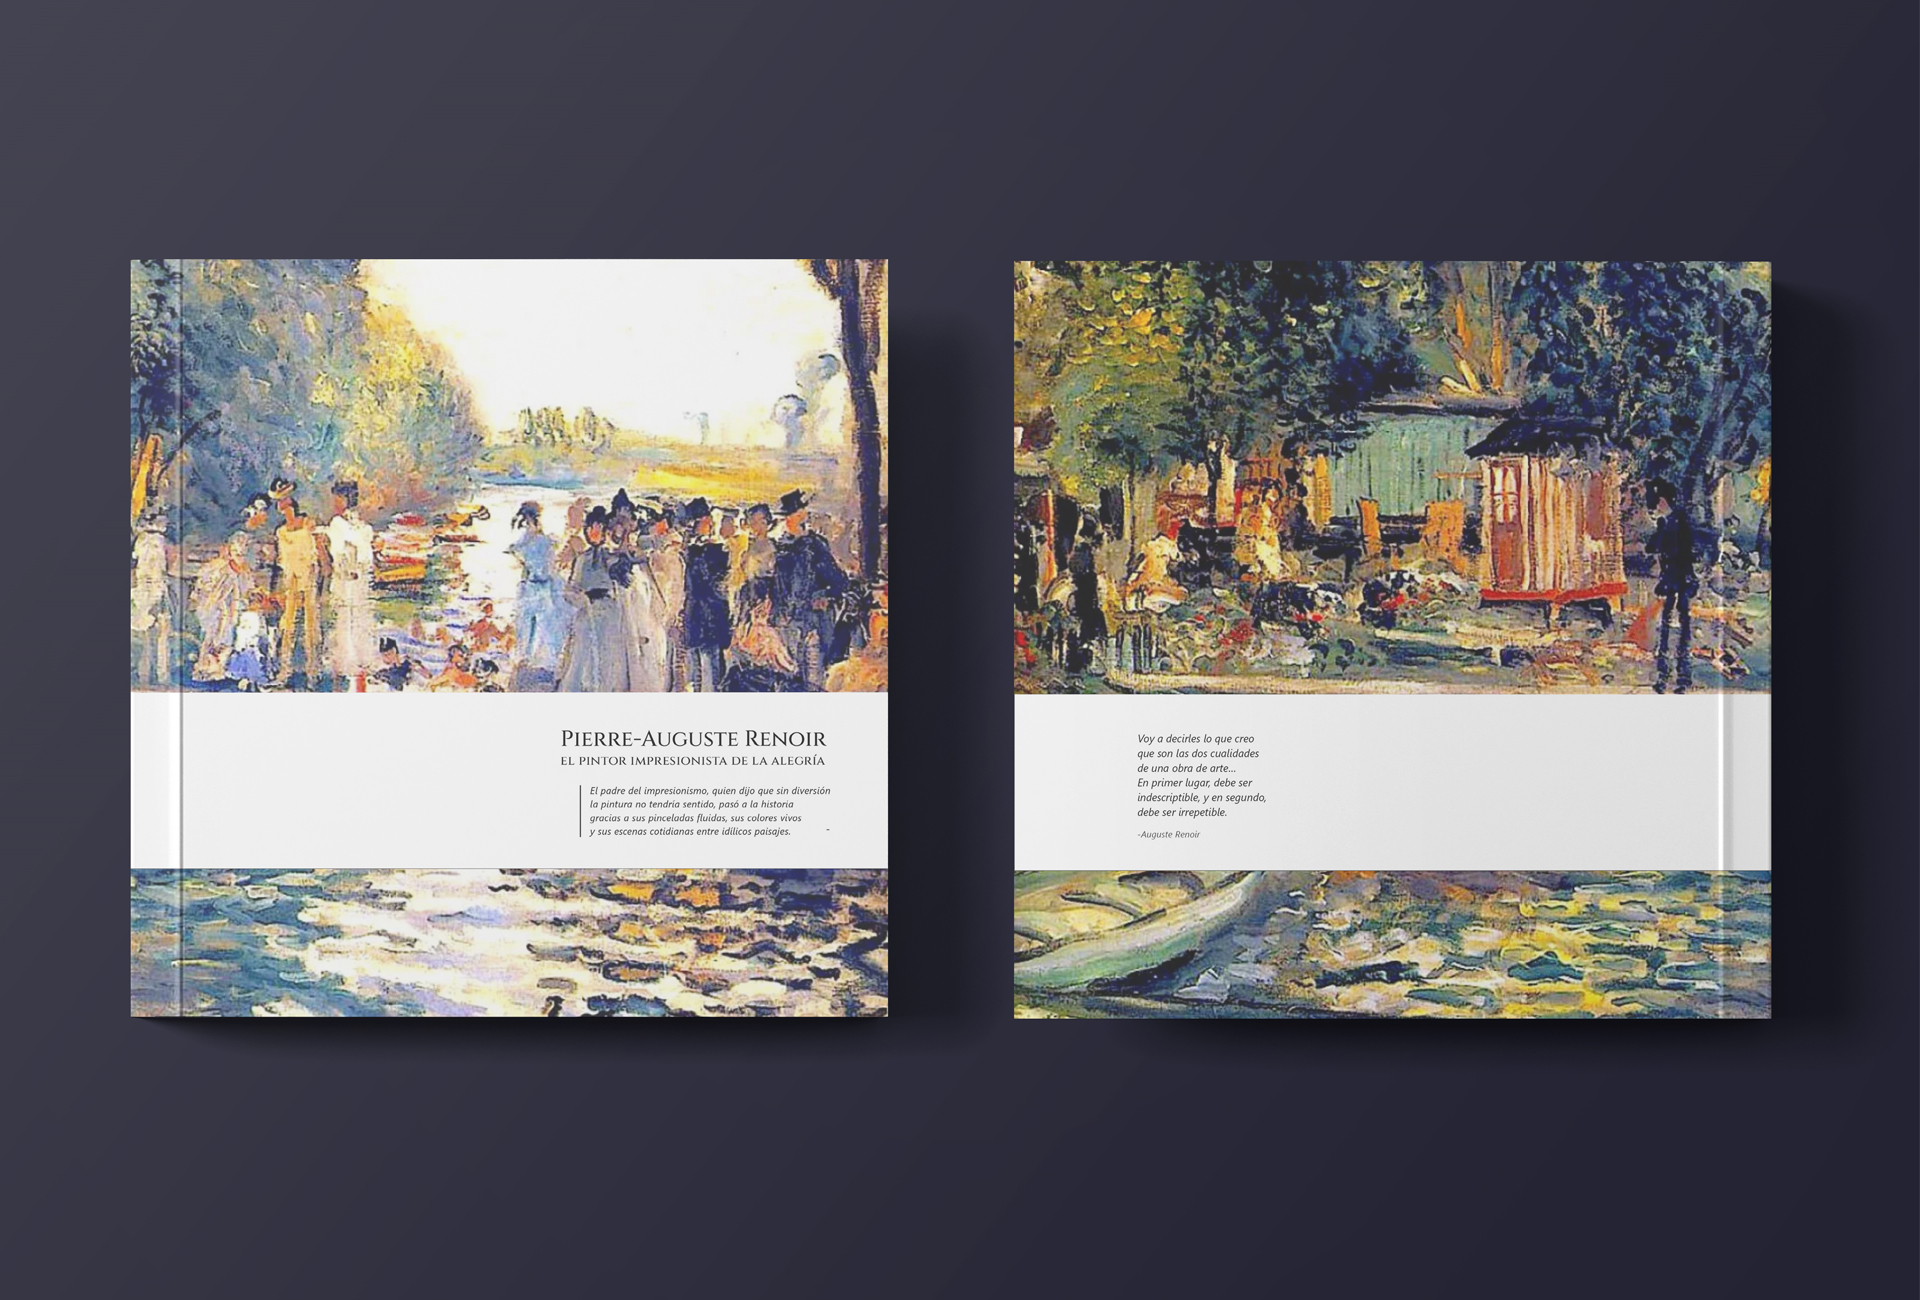 PIERRE-AUGUSTE RENOIR
EL PINTOR IMPRESIONISTA DE LA ALEGRÍA
El padre del impresionismo, quien dijo que sin diversión
la pintura no tendría sentido, pasó a la historia
gracias a sus pinceladas fluidas, sus colores vivos
y sus escenas cotidianas entre idílicos paisajes.
Voy a decirles lo que creo
que son las dos cualidades
de una obra de arte...
En primer lugar, debe ser
indescriptible, y en segundo,
debe ser irrepetible.
-Auguste Renoir